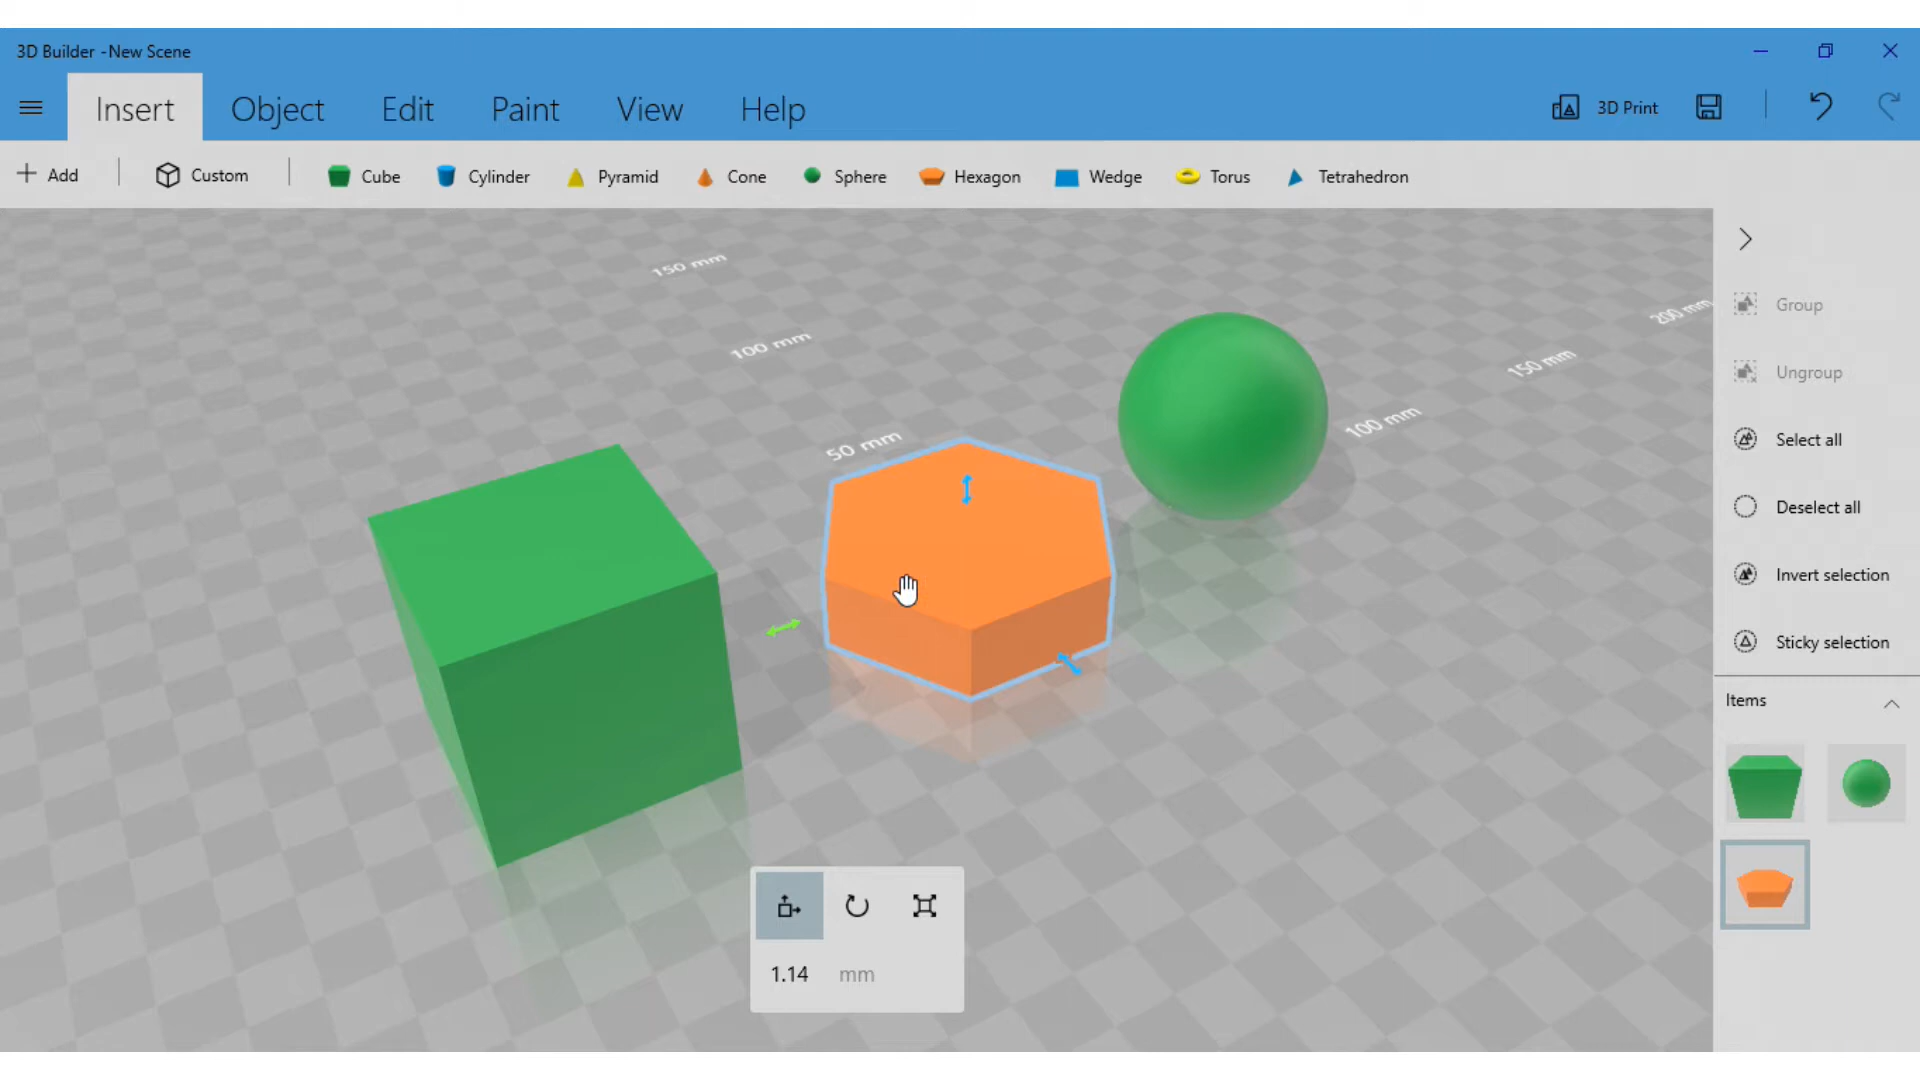 3D Builder -New Scene
Insert Object Edit Paint View Help 3D Print
Add Custom Cube Cylinder Pyramid Cone Sphere Hexagon Wedge Torus Tetrahedron
150 mm
100 mm
50 mm
200 mm
150 mm
100 mm
Group
Ungroup
Select all
Deselect all
Invert selection
Sticky selection
Items
1.14 mm